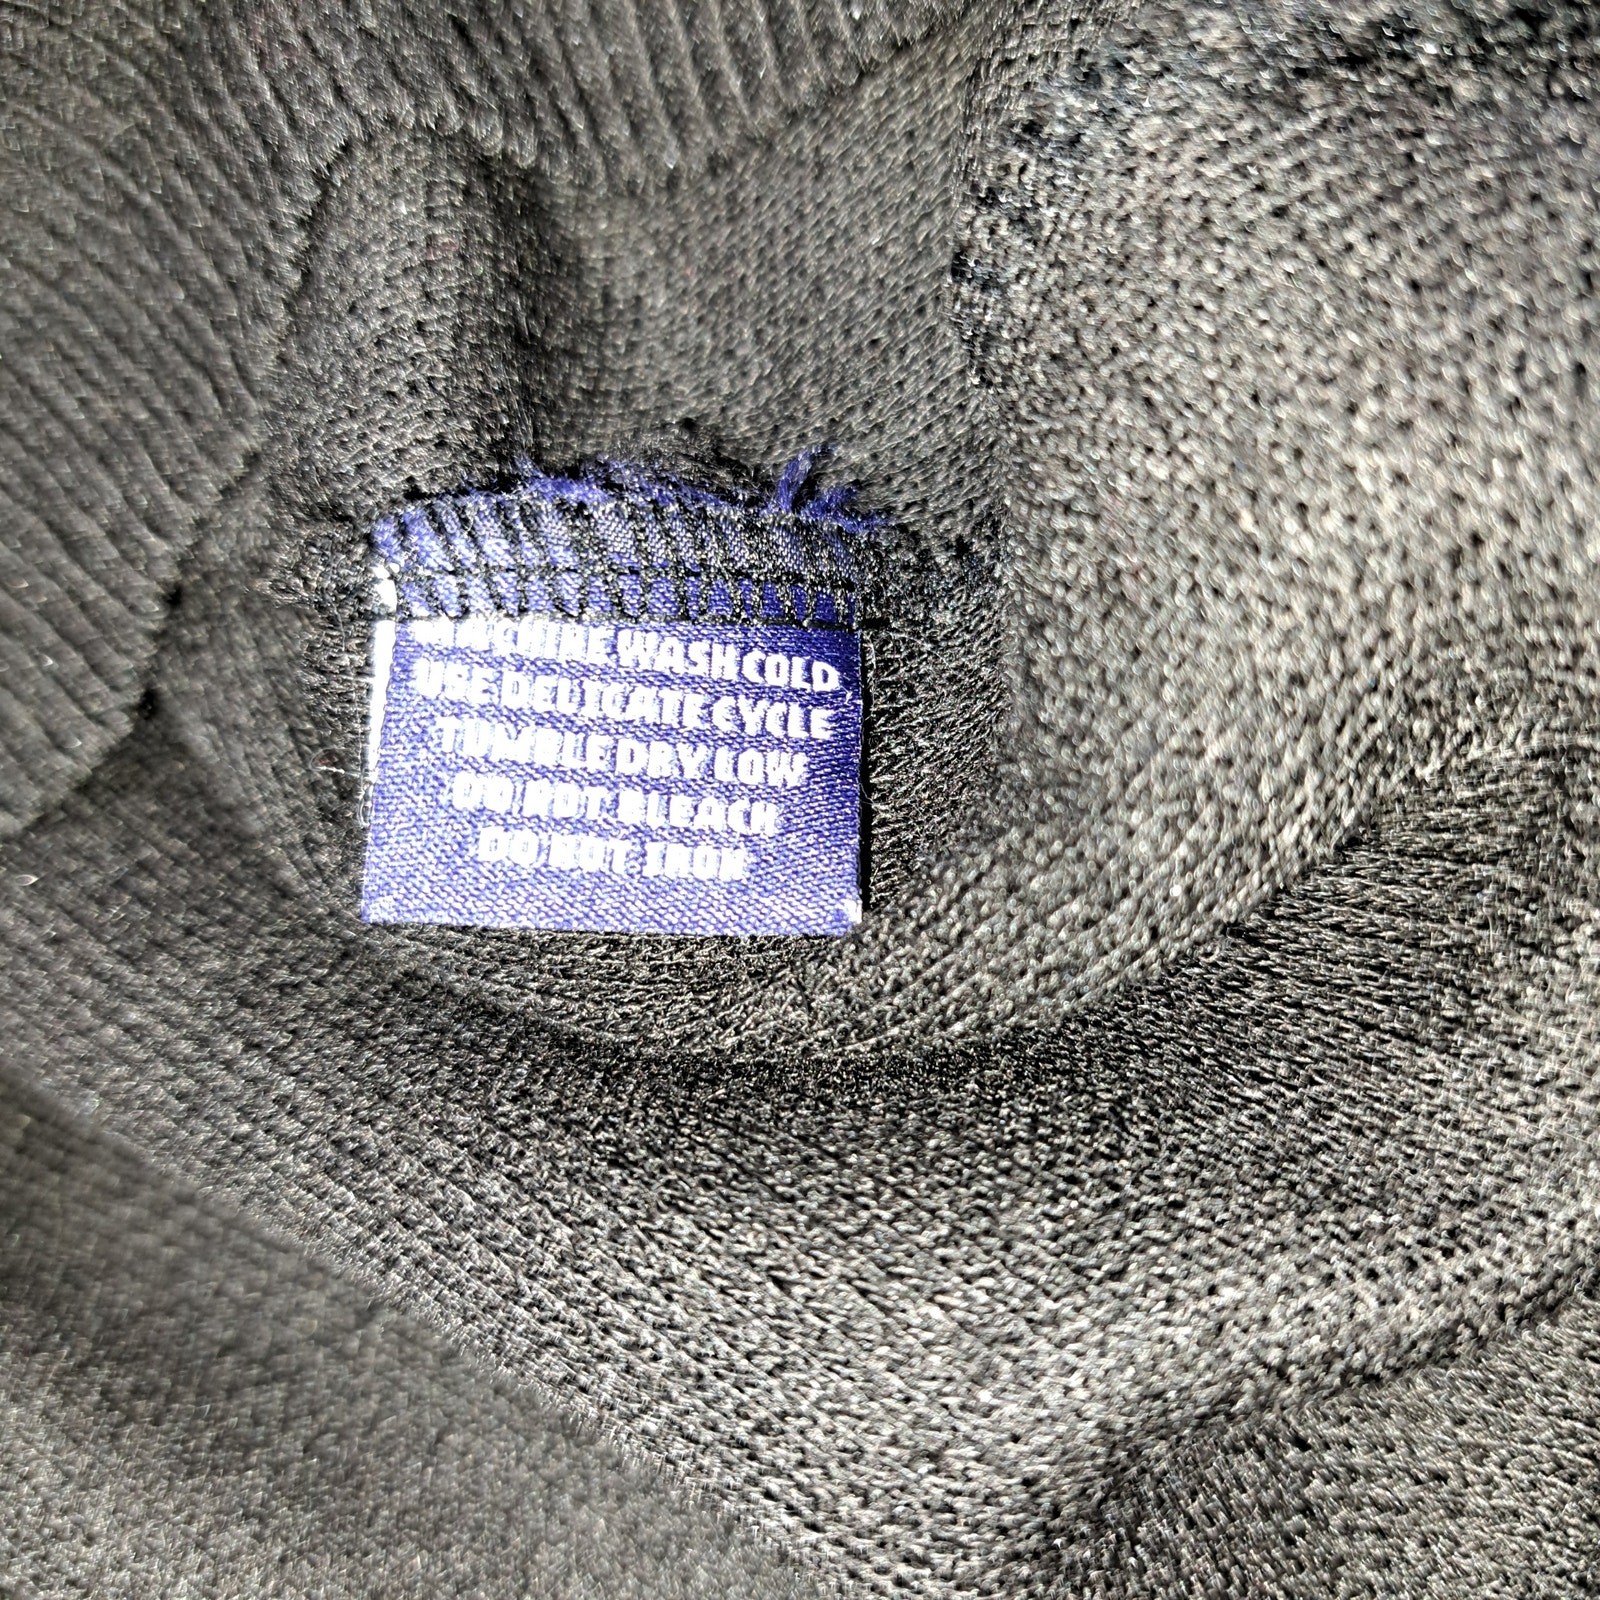 MACHINE WASH COLD
USE DELICATE CYCLE
TUMBLE DRY LOW
DO NOT BLEACH
DO NOT IRON